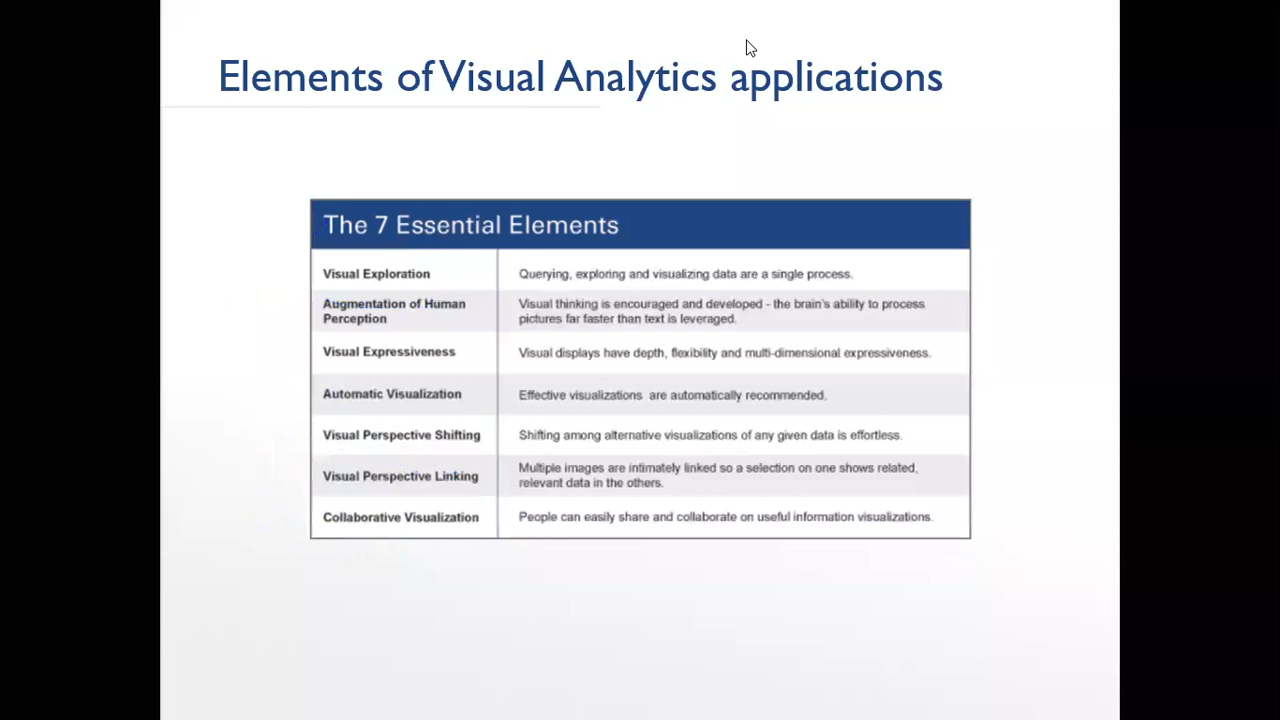 Elements of Visual Analytics applications
The 7 Essential Elements
Visual Exploration
Querying, exploring and visualizing data are a single process.
Augmentation of Human
Perception
Visual thinking is encouraged and developed - the brain's ability to process
pictures far faster than text is leveraged.
Visual Expressiveness
Visual displays have depth, flexibility and multi-dimensional expressiveness.
Automatic Visualization
Effective visualizations are automatically recommended.
Visual Perspective Shifting
Shifting among alternative visualizations of any given data is effortless.
Visual Perspective Linking
Multiple images are intimately linked so a selection on one shows related,
relevant data in the others.
Collaborative Visualization
People can easily share and collaborate on useful information visualizations.